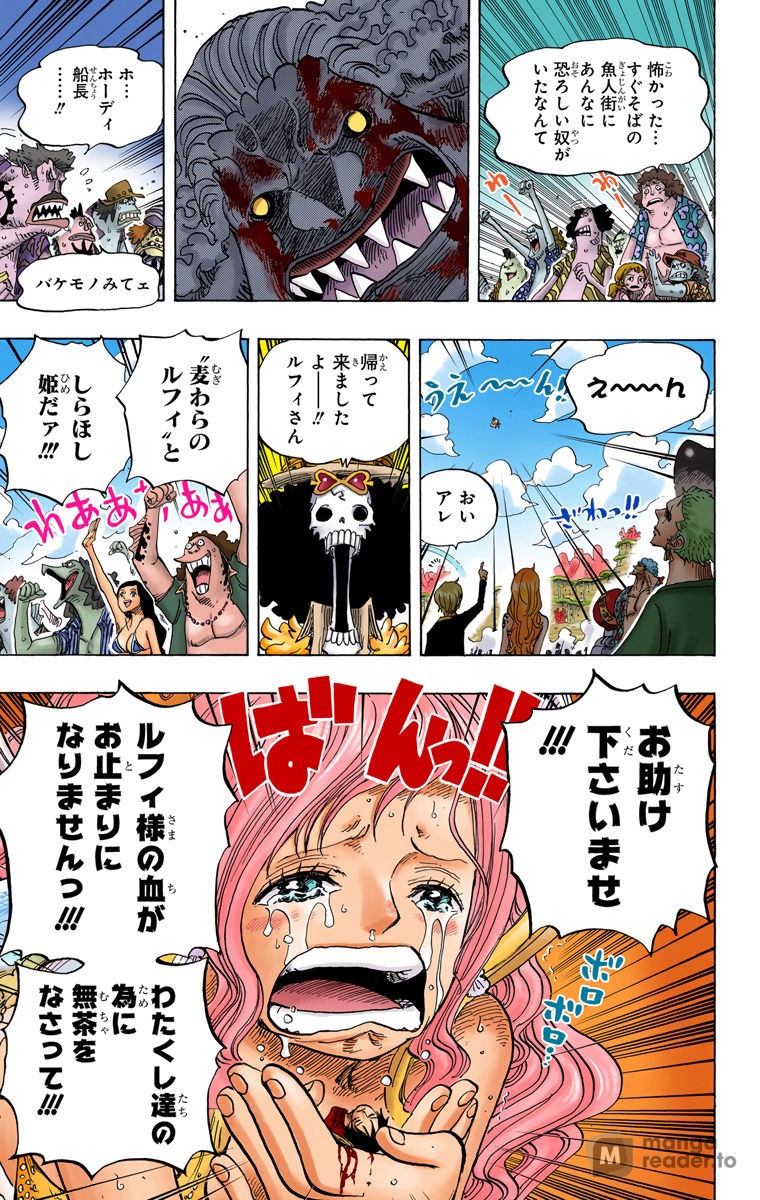 怖かった…
すぐそばの
魚人街に
あんなに
恐ろしい奴が
いたなんて
わー
わー
ホ…
ホーディ
船長
……!!
バケモノみてェ
え〜〜〜ん
うえ〜〜ん!!
おい
アレ
ざわっ!!
帰って
来ました
よ——!!
ルフィさん
“麦わらの
ルフィ”と
しらほし
姫だァ!!!
わああああ
お助け
下さいませ
!!!
ばんっ!!
ルフィ様の血が
お止まりに
なりませんっ!!!
ボロ
ボロ
わたくし達の
為に
無茶を
なさって!!!
M manga
reader.to